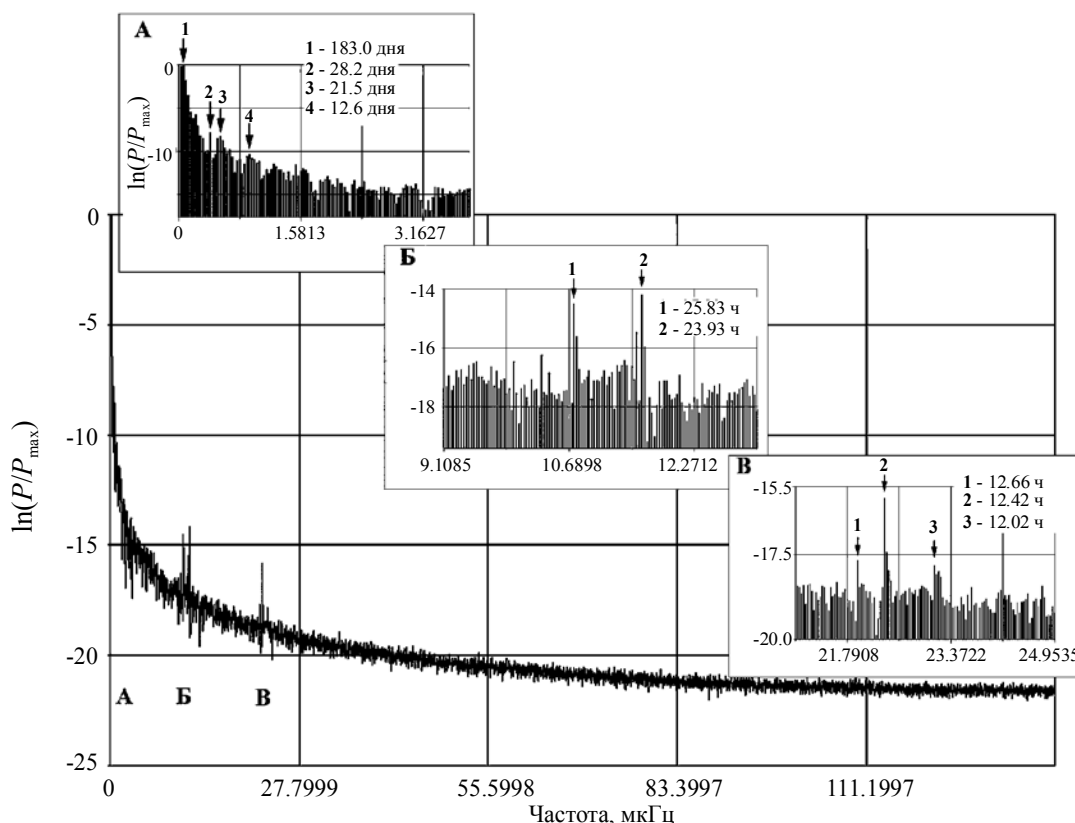 А
1
1 - 183.0 дня
2 - 28.2 дня
3 - 21.5 дня
4 - 12.6 дня
2 3
4
0
-10
ln(P/Pmax)
0 1.5813 3.1627
Б
1 2
1 - 25.83 ч
2 - 23.93 ч
-14
-16
-18
9.1085 10.6898 12.2712
В
2
1 - 12.66 ч
2 - 12.42 ч
3 - 12.02 ч
1 3
-15.5
-17.5
-20.0
21.7908 23.3722 24.9535
ln(P/Pmax)
0
-5
-10
-15
-20
-25
А Б В
0 27.7999 55.5998 83.3997 111.1997
Частота, мкГц